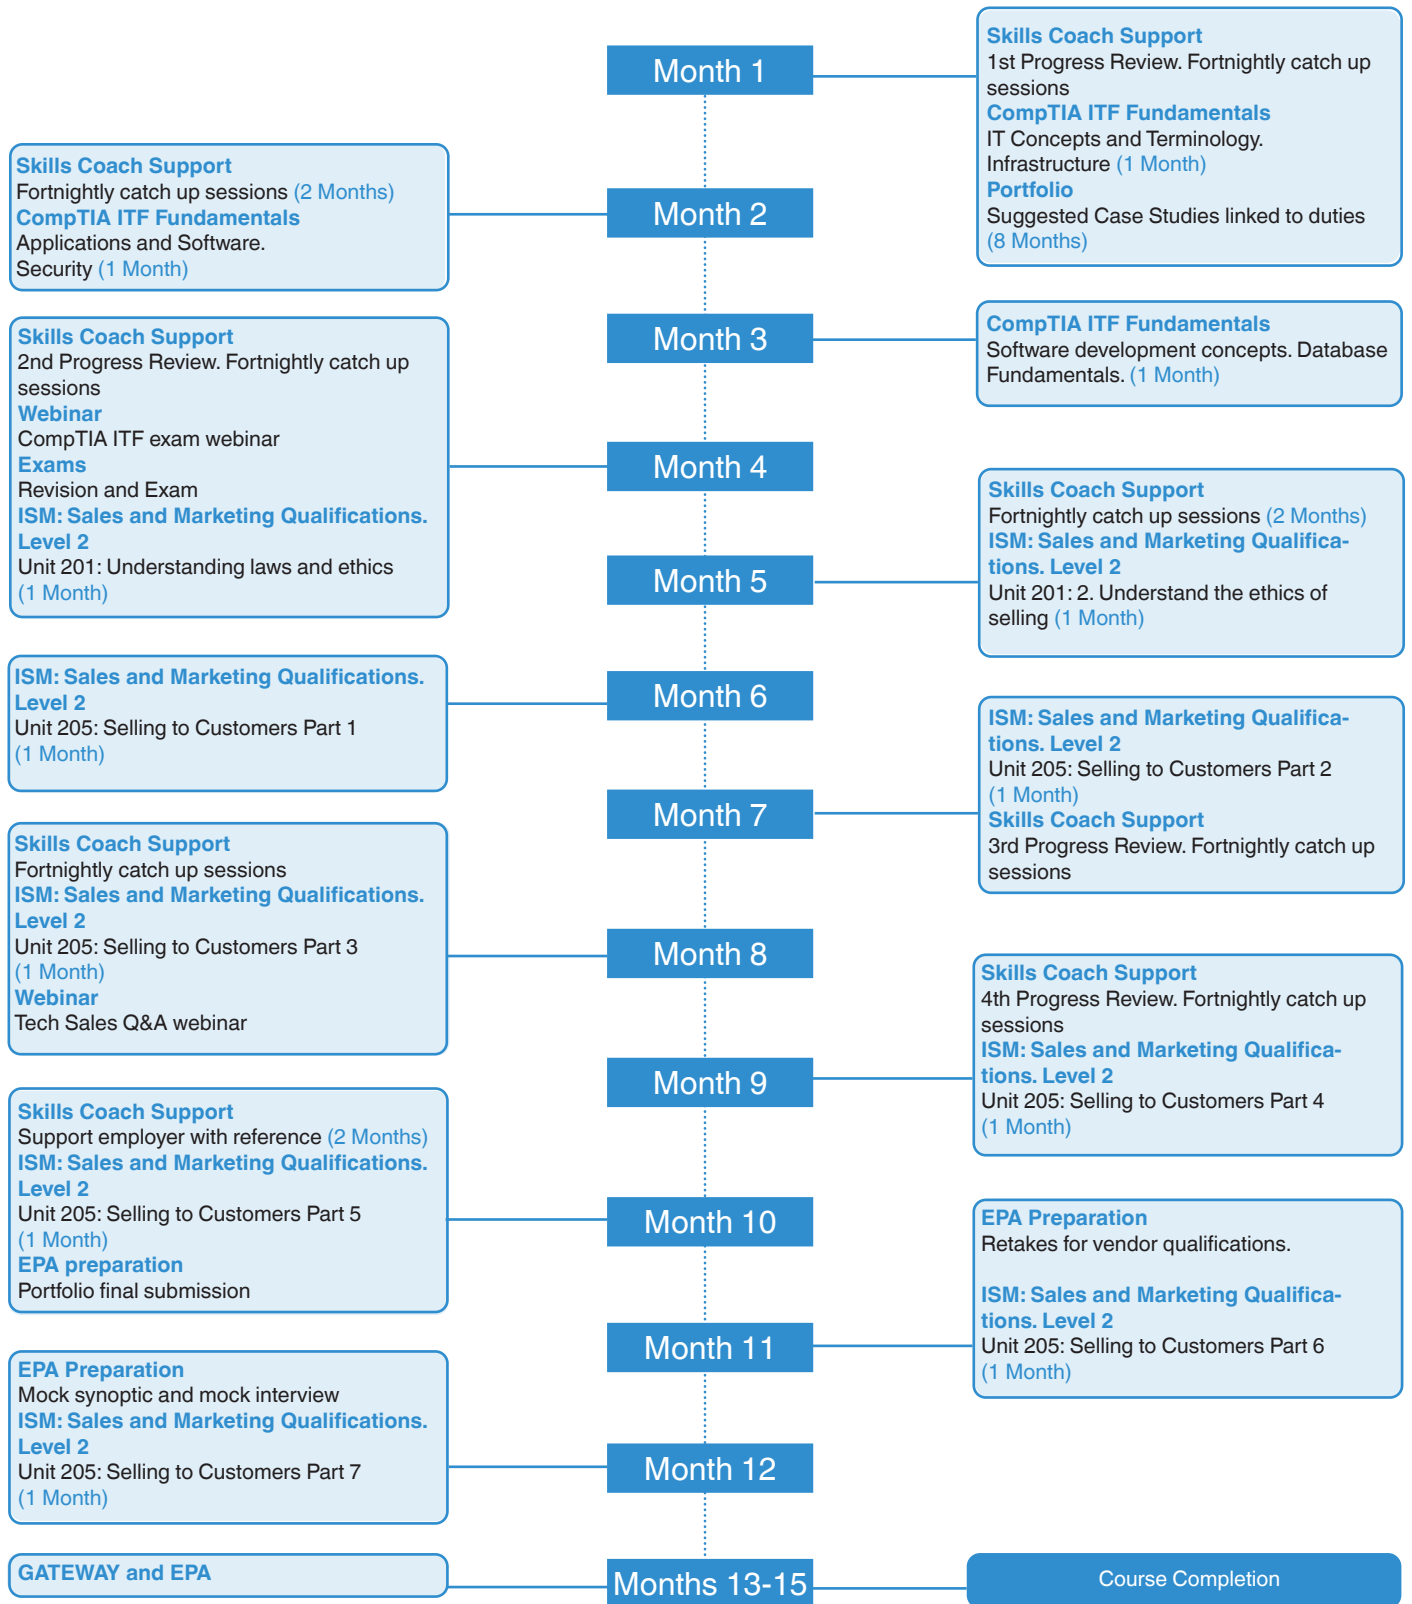 Month 1
Skills Coach Support
1st Progress Review. Fortnightly catch up
sessions
CompTIA ITF Fundamentals
IT Concepts and Terminology.
Infrastructure (1 Month)
Portfolio
Suggested Case Studies linked to duties
(8 Months)
Skills Coach Support
Fortnightly catch up sessions (2 Months)
CompTIA ITF Fundamentals
Applications and Software.
Security (1 Month)
Month 2
Month 3
CompTIA ITF Fundamentals
Software development concepts. Database
Fundamentals. (1 Month)
Skills Coach Support
2nd Progress Review. Fortnightly catch up
sessions
Webinar
CompTIA ITF exam webinar
Exams
Revision and Exam
ISM: Sales and Marketing Qualifications.
Level 2
Unit 201: Understanding laws and ethics
(1 Month)
Month 4
Month 5
Skills Coach Support
Fortnightly catch up sessions (2 Months)
ISM: Sales and Marketing Qualifica-
tions. Level 2
Unit 201: 2. Understand the ethics of
selling (1 Month)
ISM: Sales and Marketing Qualifications.
Level 2
Unit 205: Selling to Customers Part 1
(1 Month)
Month 6
Month 7
ISM: Sales and Marketing Qualifica-
tions. Level 2
Unit 205: Selling to Customers Part 2
(1 Month)
Skills Coach Support
3rd Progress Review. Fortnightly catch up
sessions
Skills Coach Support
Fortnightly catch up sessions
ISM: Sales and Marketing Qualifications.
Level 2
Unit 205: Selling to Customers Part 3
(1 Month)
Webinar
Tech Sales Q&A webinar
Month 8
Month 9
Skills Coach Support
4th Progress Review. Fortnightly catch up
sessions
ISM: Sales and Marketing Qualifica-
tions. Level 2
Unit 205: Selling to Customers Part 4
(1 Month)
Skills Coach Support
Support employer with reference (2 Months)
ISM: Sales and Marketing Qualifications.
Level 2
Unit 205: Selling to Customers Part 5
(1 Month)
EPA preparation
Portfolio final submission
Month 10
Month 11
EPA Preparation
Retakes for vendor qualifications.
ISM: Sales and Marketing Qualifica-
tions. Level 2
Unit 205: Selling to Customers Part 6
(1 Month)
EPA Preparation
Mock synoptic and mock interview
ISM: Sales and Marketing Qualifications.
Level 2
Unit 205: Selling to Customers Part 7
(1 Month)
Month 12
GATEWAY and EPA
Months 13-15
Course Completion